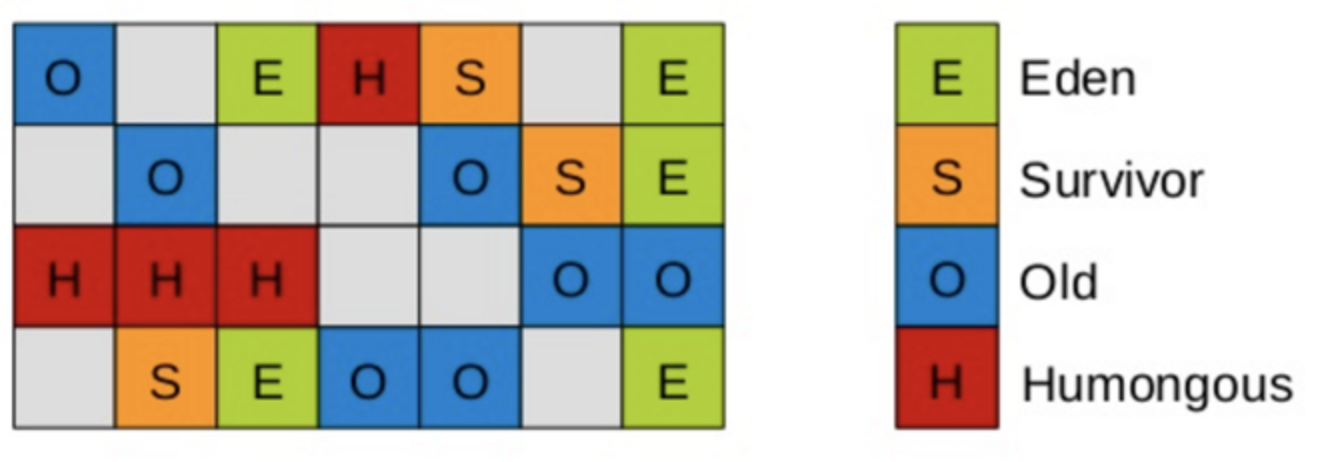 O E H S E
O O S E
H H H O O
S E O O E
E Eden
S Survivor
O Old
H Humongous